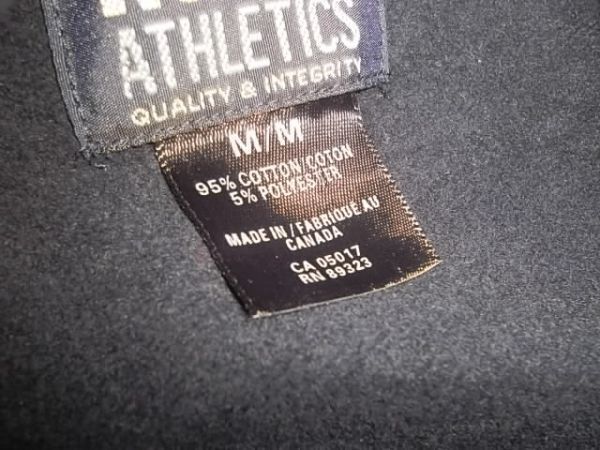 ATHLETICS
QUALITY & INTEGRITY
M/M
95% COTTON/COTON
5% POLYESTER
MADE IN/FABRIQUE AU
CANADA
CA 05017
RN 89323